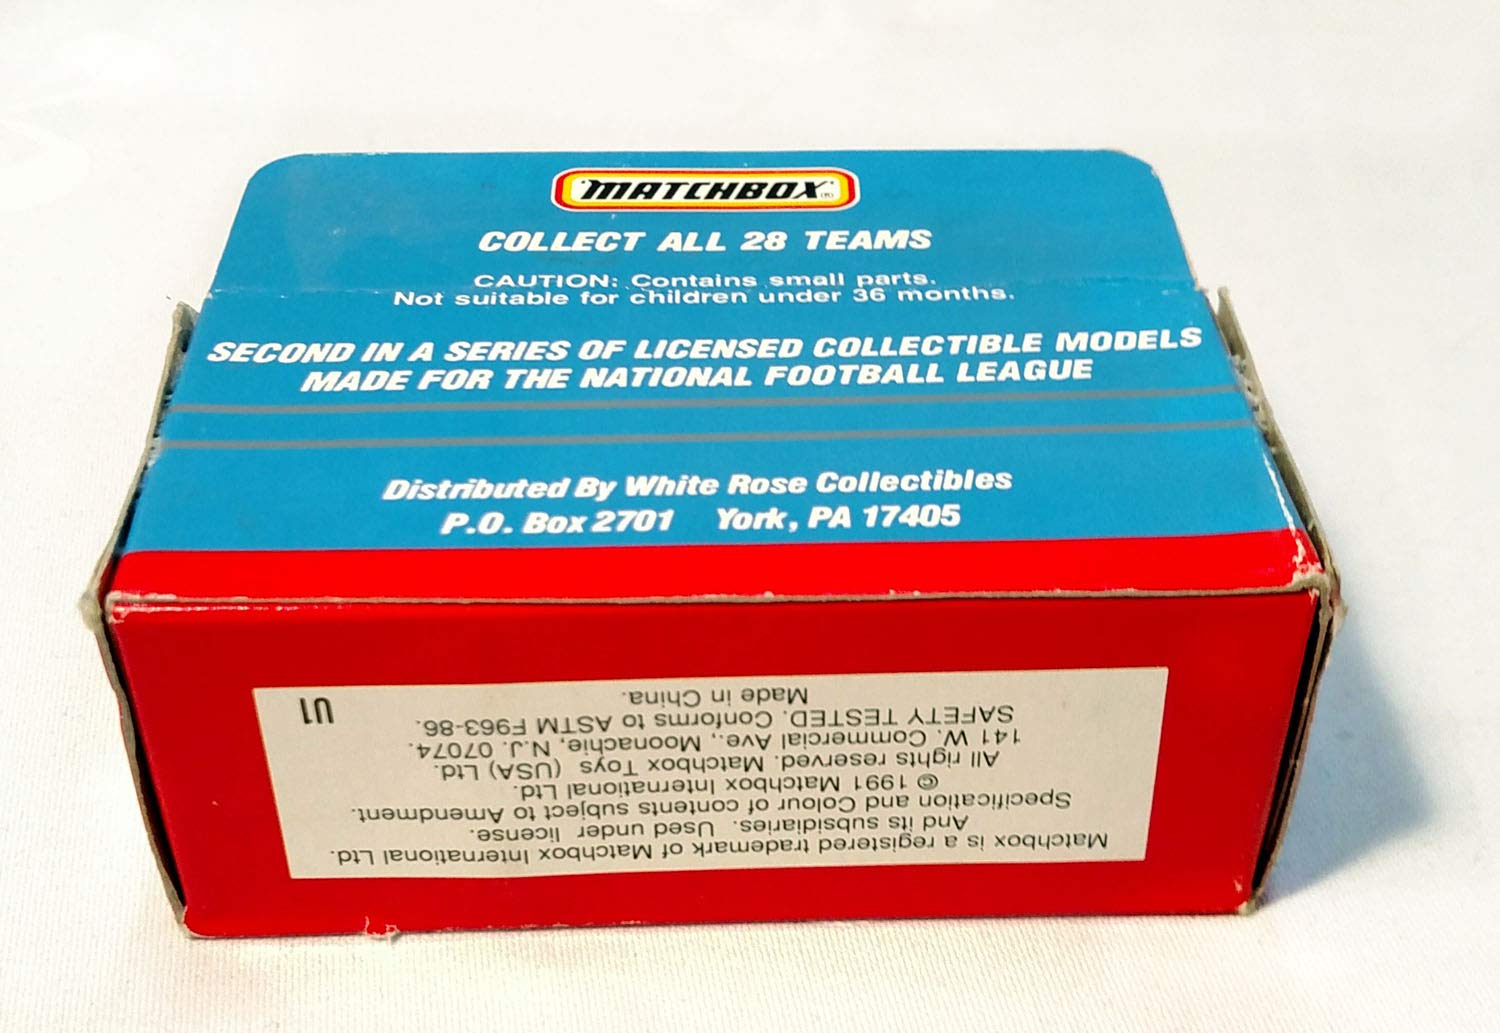 MATCHBOX®
COLLECT ALL 28 TEAMS
CAUTION: Contains small parts.
Not suitable for children under 36 months.
SECOND IN A SERIES OF LICENSED COLLECTIBLE MODELS
MADE FOR THE NATIONAL FOOTBALL LEAGUE
Distributed By White Rose Collectibles
P.O. Box 2701 York, PA 17405
Matchbox is a registered trademark of Matchbox International Ltd.
And its subsidiaries. Used under license.
Specification and Colour of contents subject to Amendment.
© 1991 Matchbox International Ltd.
All rights reserved. Matchbox Toys (USA) Ltd.
141 W. Commercial Ave., Moonachie, N.J. 07074.
SAFETY TESTED. Conforms to ASTM F963-86.
Made in China.
U1